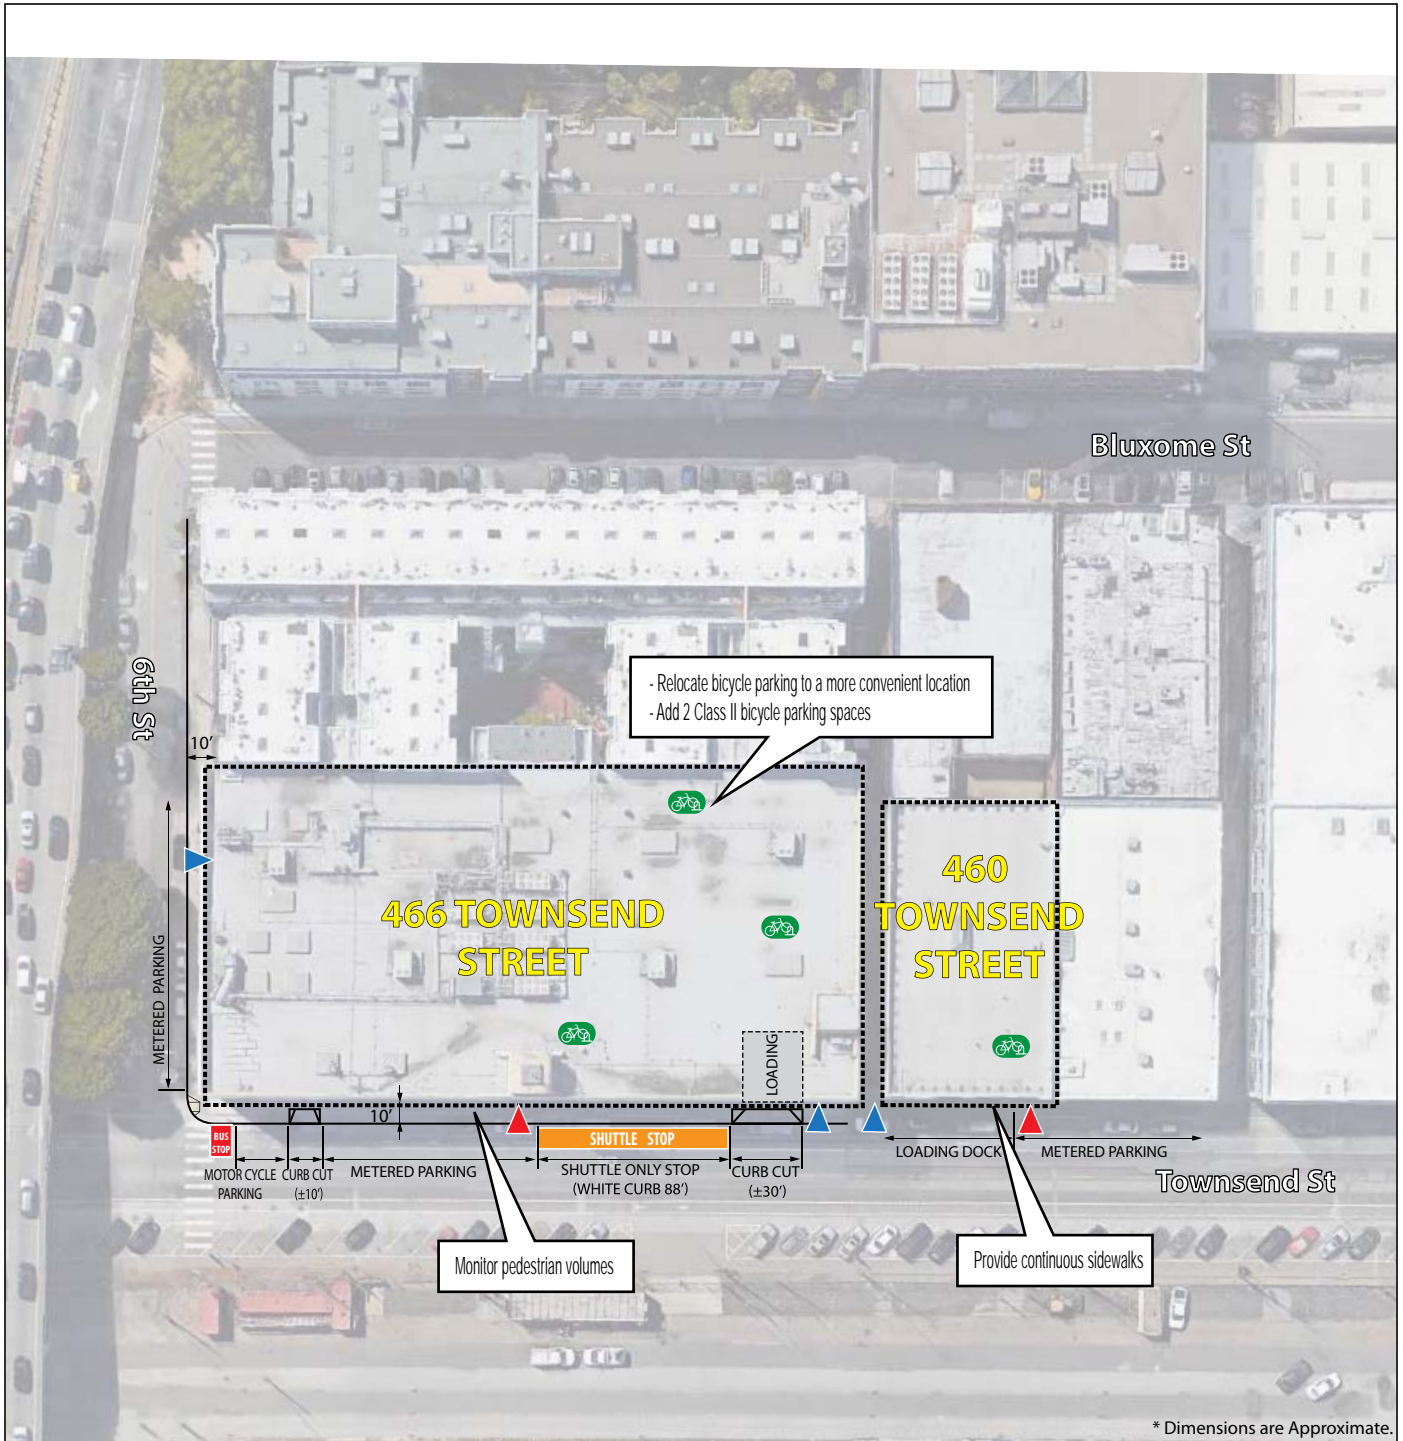 Bluxome St
6th St
- Relocate bicycle parking to a more convenient location
- Add 2 Class II bicycle parking spaces
10'
METERED PARKING
466 TOWNSEND
STREET
460
TOWNSEND
STREET
LOADING
10'
BUS
STOP
SHUTTLE STOP
MOTOR CYCLE
PARKING
CURB CUT
(±10')
METERED PARKING
SHUTTLE ONLY STOP
(WHITE CURB 88')
CURB CUT
(±30')
LOADING DOCK
METERED PARKING
Townsend St
Monitor pedestrian volumes
Provide continuous sidewalks
* Dimensions are Approximate.